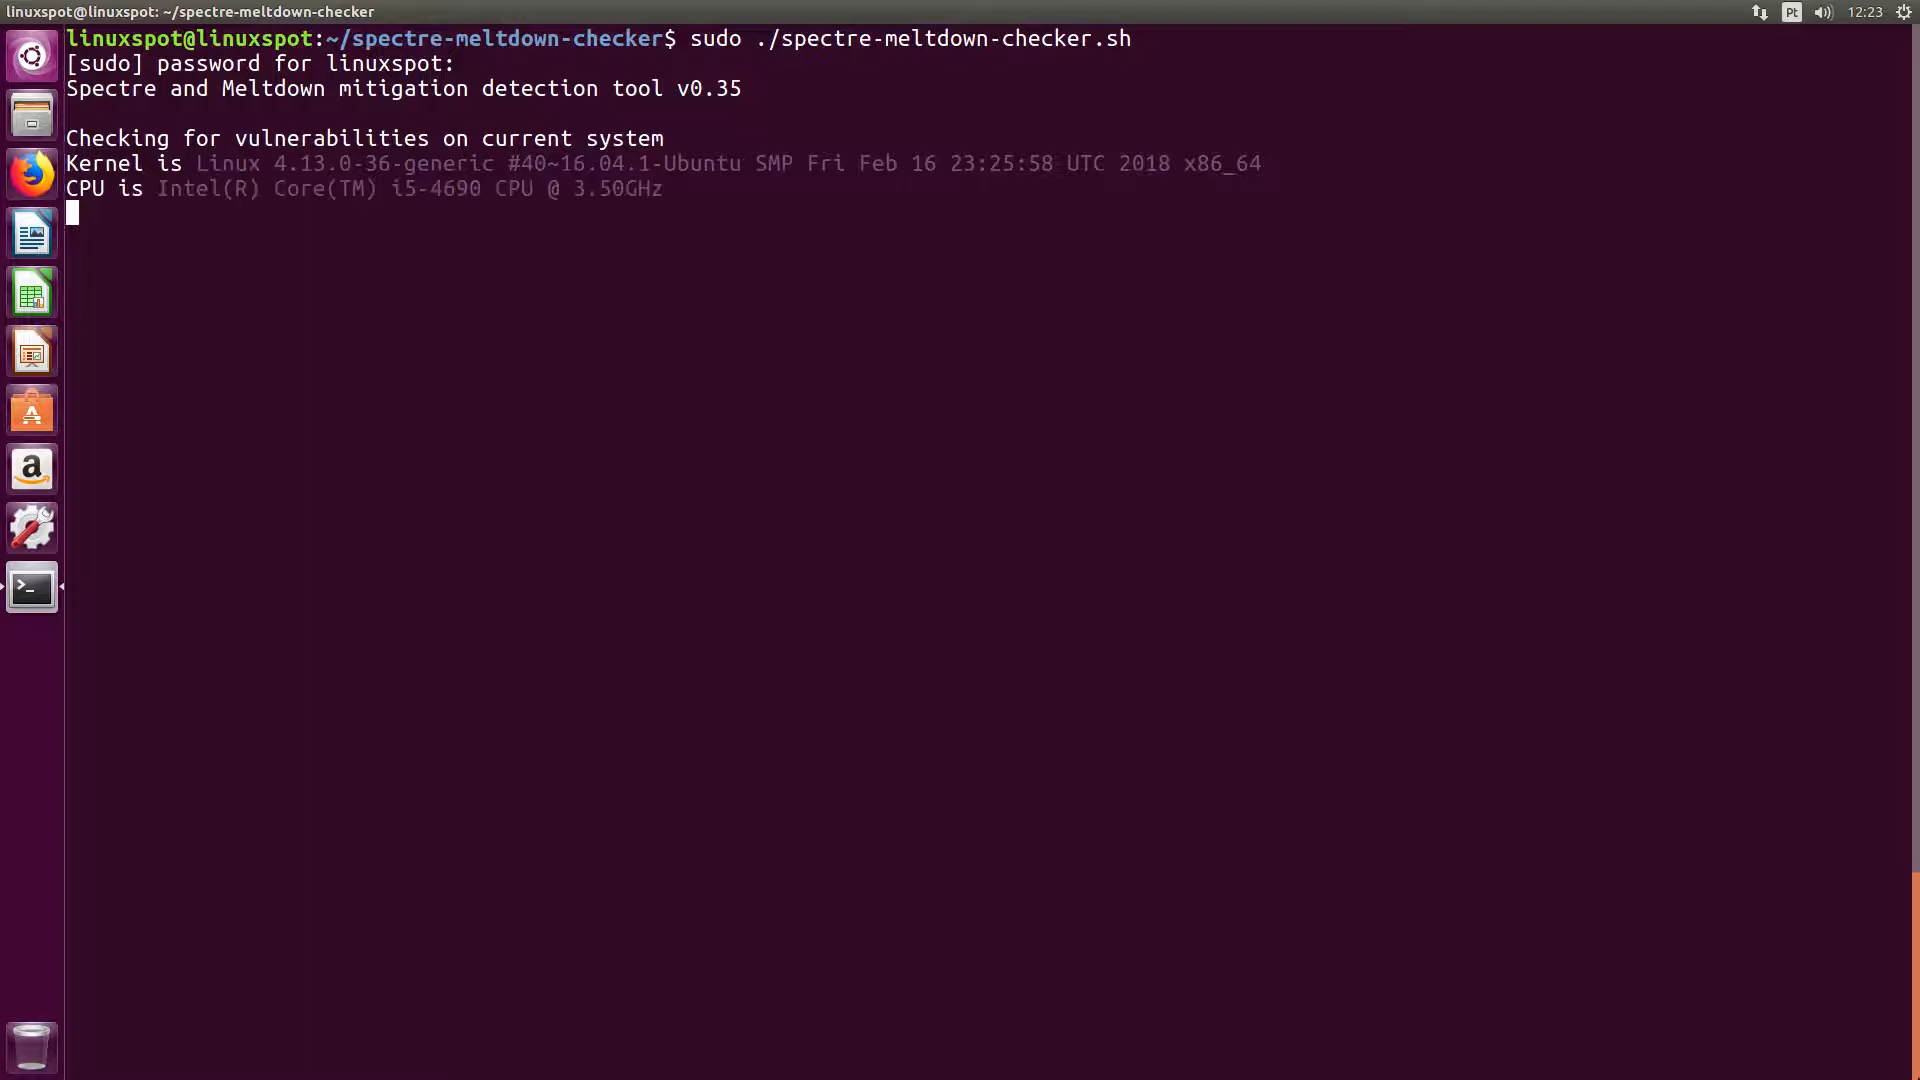 linuxspot@linuxspot: ~/spectre-meltdown-checker
Pt
12:23
linuxspot@linuxspot:~/spectre-meltdown-checker$ sudo ./spectre-meltdown-checker.sh
[sudo] password for linuxspot:
Spectre and Meltdown mitigation detection tool v0.35
Checking for vulnerabilities on current system
Kernel is Linux 4.13.0-36-generic #40~16.04.1-Ubuntu SMP Fri Feb 16 23:25:58 UTC 2018 x86_64
CPU is Intel(R) Core(TM) i5-4690 CPU @ 3.50GHz